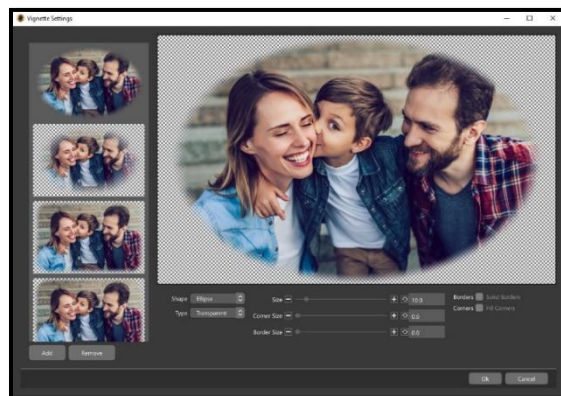 Vignette Settings
Shape Ellipse Size 10.0 Borders Solid Borders
Type Transparent Corner Size 0.0 Corners Fill Corners
Border Size 0.0
Add Remove
Ok Cancel